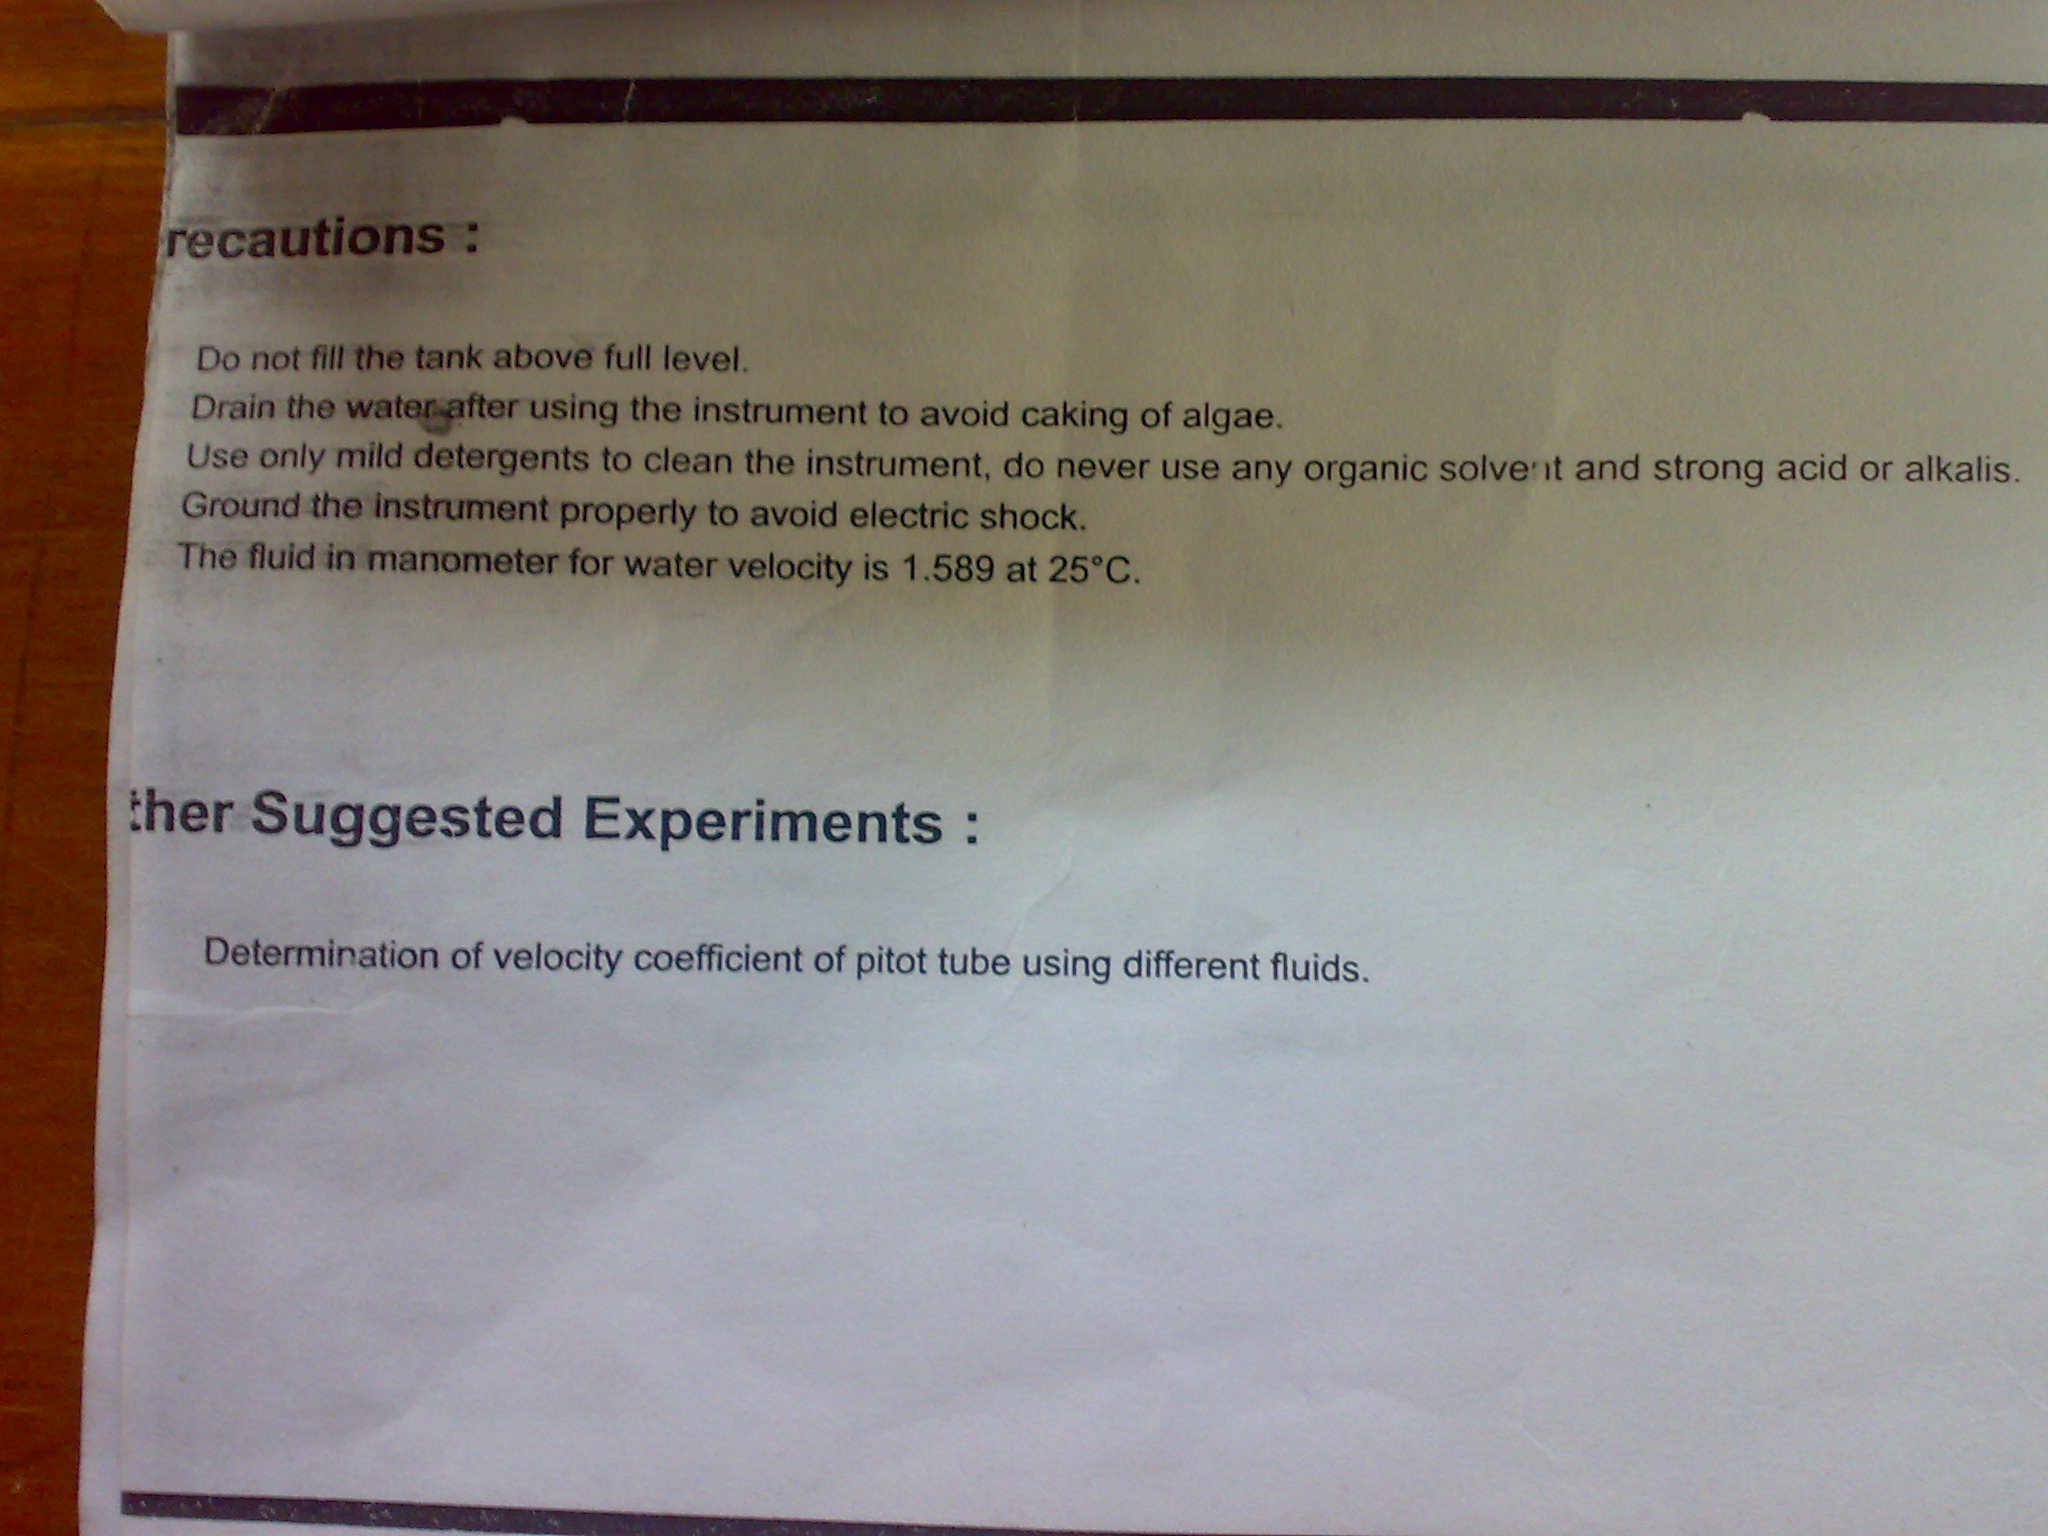 recautions :
Do not fill the tank above full level.
Drain the water after using the instrument to avoid caking of algae.
Use only mild detergents to clean the instrument, do never use any organic solvent and strong acid or alkalis.
Ground the instrument properly to avoid electric shock.
The fluid in manometer for water velocity is 1.589 at 25°C.
ther Suggested Experiments :
Determination of velocity coefficient of pitot tube using different fluids.